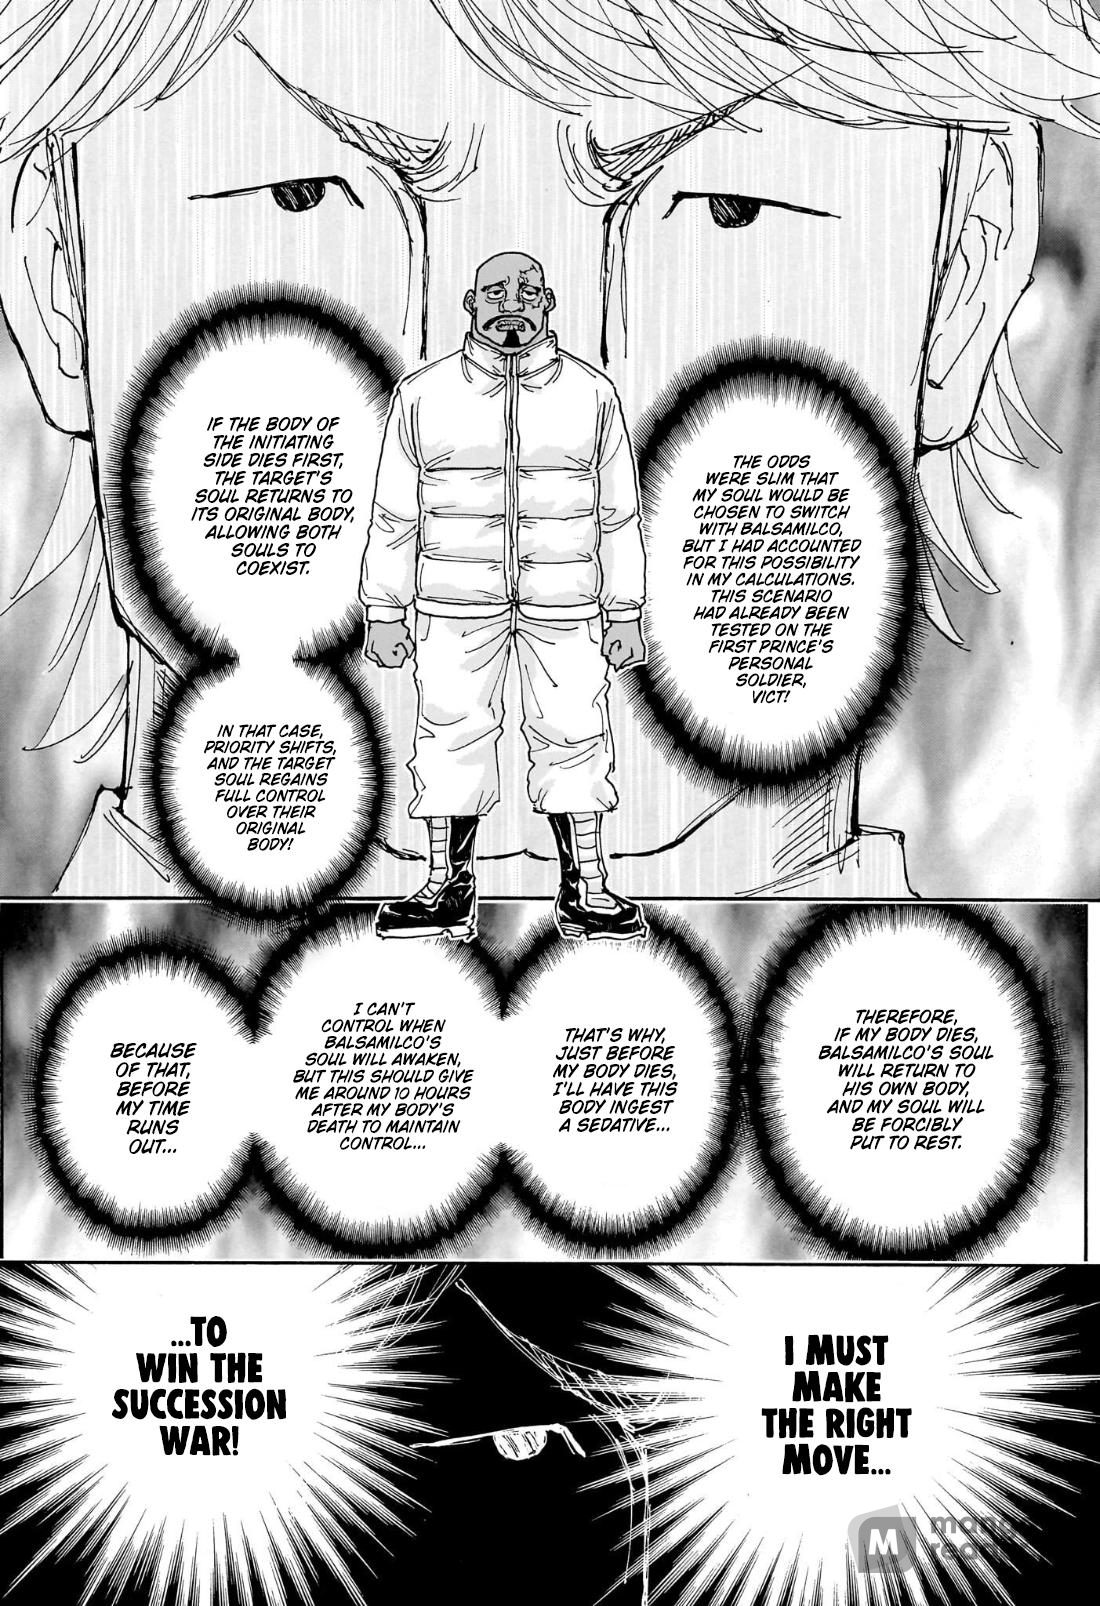 THE ODDS
WERE SLIM THAT
MY SOUL WOULD BE
CHOSEN TO SWITCH
WITH BALSAMILCO,
BUT I HAD ACCOUNTED
FOR THIS POSSIBILITY
IN MY CALCULATIONS.
THIS SCENARIO
HAD ALREADY BEEN
TESTED ON THE
FIRST PRINCE'S
PERSONAL
SOLDIER,
VICT!
IF THE BODY OF
THE INITIATING
SIDE DIES FIRST,
THE TARGET'S
SOUL RETURNS TO
ITS ORIGINAL BODY,
ALLOWING BOTH
SOULS TO
COEXIST.
IN THAT CASE,
PRIORITY SHIFTS,
AND THE TARGET
SOUL REGAINS
FULL CONTROL
OVER THEIR
ORIGINAL
BODY!
THEREFORE,
IF MY BODY DIES,
BALSAMILCO'S SOUL
WILL RETURN TO
HIS OWN BODY,
AND MY SOUL WILL
BE FORCIBLY
PUT TO REST.
THAT'S WHY,
JUST BEFORE
MY BODY DIES,
I'LL HAVE THIS
BODY INGEST
A SEDATIVE...
I CAN'T
CONTROL WHEN
BALSAMILCO'S
SOUL WILL AWAKEN,
BUT THIS SHOULD GIVE
ME AROUND 10 HOURS
AFTER MY BODY'S
DEATH TO MAINTAIN
CONTROL...
BECAUSE
OF THAT,
BEFORE
MY TIME
RUNS
OUT...
I MUST
MAKE
THE RIGHT
MOVE...
...TO
WIN THE
SUCCESSION
WAR!
M